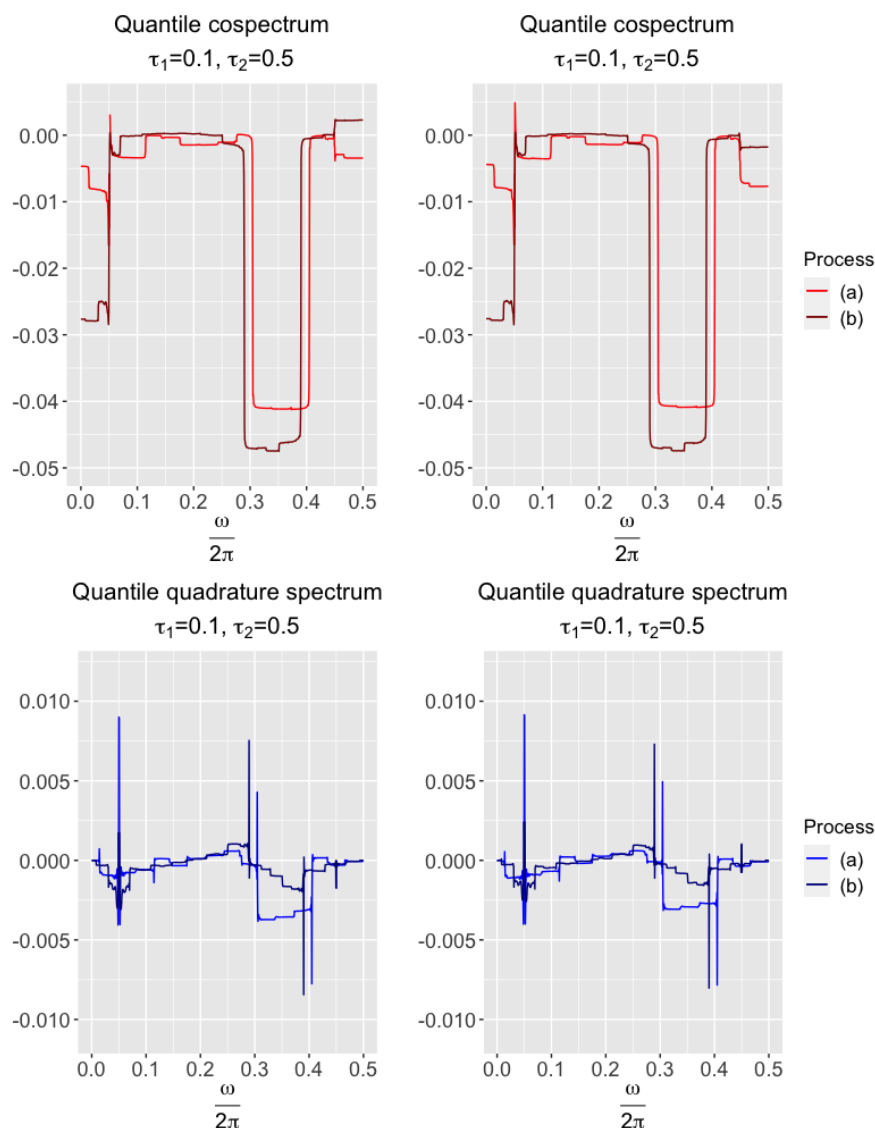 Quantile cospectrum
τ1=0.1, τ2=0.5
0.00
-0.01
-0.02
-0.03
-0.04
-0.05
0.0 0.1 0.2 0.3 0.4 0.5
ω
2π
Quantile cospectrum
τ1=0.1, τ2=0.5
0.00
-0.01
-0.02
-0.03
-0.04
-0.05
0.0 0.1 0.2 0.3 0.4 0.5
ω
2π
Process
(a)
(b)
Quantile quadrature spectrum
τ1=0.1, τ2=0.5
0.010
0.005
0.000
-0.005
-0.010
0.0 0.1 0.2 0.3 0.4 0.5
ω
2π
Quantile quadrature spectrum
τ1=0.1, τ2=0.5
0.010
0.005
0.000
-0.005
-0.010
0.0 0.1 0.2 0.3 0.4 0.5
ω
2π
Process
(a)
(b)